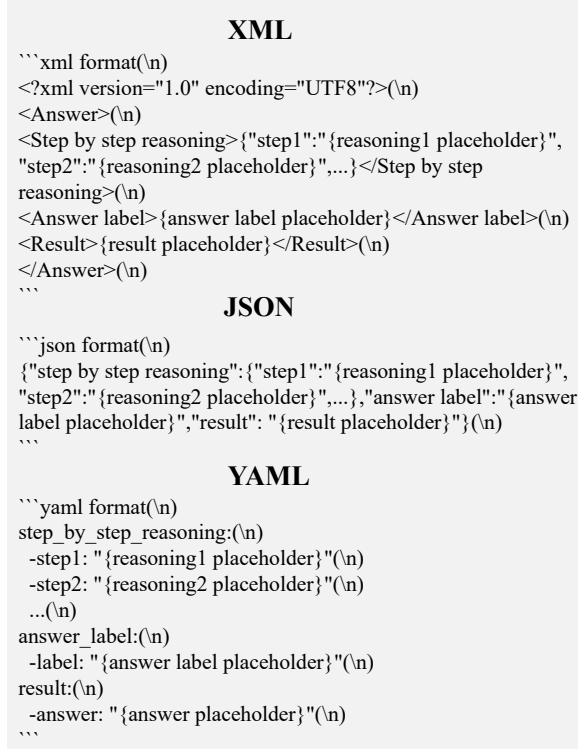 XML
```xml format(\n)
<?xml version="1.0" encoding="UTF8"?>(\n)
<Answer>(\n)
<Step by step reasoning>{"step1":"{reasoning1 placeholder}",
"step2":"{reasoning2 placeholder}",...}</Step by step
reasoning>(\n)
<Answer label>{answer label placeholder}</Answer label>(\n)
<Result>{result placeholder}</Result>(\n)
</Answer>(\n)
```
JSON
```json format(\n)
{"step by step reasoning":{"step1":"{reasoning1 placeholder}",
"step2":"{reasoning2 placeholder}",...},"answer label":"{answer
label placeholder}","result": "{result placeholder}"}(\n)
```
YAML
```yaml format(\n)
step_by_step_reasoning:(\n)
-step1: "{reasoning1 placeholder}"(\n)
-step2: "{reasoning2 placeholder}"(\n)
...(\n)
answer_label:(\n)
-label: "{answer label placeholder}"(\n)
result:(\n)
-answer: "{answer placeholder}"(\n)
```